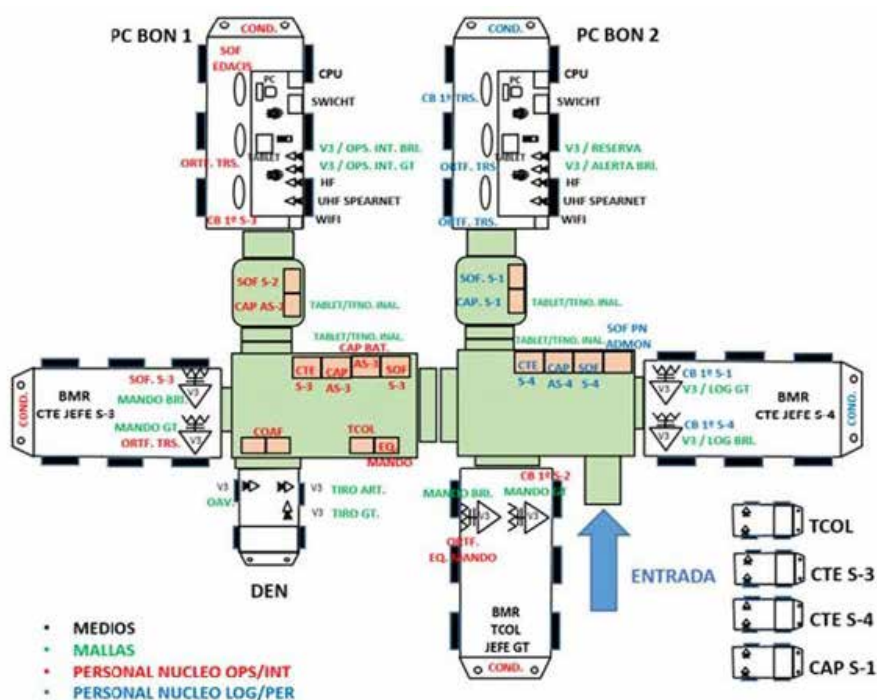 PC BON 1
COND.
SOF
EDACIS
PC
CPU
SWICHT
TABLET
V3 / OPS. INT. BRI.
V3 / OPS. INT. GT
ORTF. TRS.
HF
UHF SPEARNET
CB 1º S-3
WIFI
PC BON 2
COND.
PC
CPU
CB 1º TRS.
SWICHT
TABLET
V3 / RESERVA
V3 / ALERTA BRI.
ORTF. TRS.
HF
UHF SPEARNET
ORTF. TRS.
WIFI
SOF S-2
CAP AS-2
TABLET/TFNO. INAL.
SOF. S-1
CAP. S-1
TABLET/TFNO. INAL.
TABLET/TFNO. INAL.
CAP BAT.
CTE
S-3
CAP
AS-3
AS-3
SOF
S-3
COAF
TCOL
EQ.
MANDO
TABLET/TFNO. INAL.
SOF PN
ADMON
CTE
S-4
CAP
AS-4
SOF
S-4
COND.
BMR
CTE JEFE S-3
SOF. S-3
V3
MANDO BRI.
MANDO GT
V3
ORTF. TRS.
CB 1º S-1
V3
V3 / LOG GT
CB 1º S-4
V3
V3 / LOG BRI.
BMR
CTE JEFE S-4
COND.
V3
OAV.
V3 TIRO ART.
V3 TIRO GT.
DEN
CB 1º S-2
MANDO BRI.
MANDO GT
V3
V3
ORTF.
EQ. MANDO
BMR
TCOL
JEFE GT
COND.
ENTRADA
TCOL
CTE S-3
CTE S-4
CAP S-1
• MEDIOS
• MALLAS
• PERSONAL NUCLEO OPS/INT
• PERSONAL NUCLEO LOG/PER